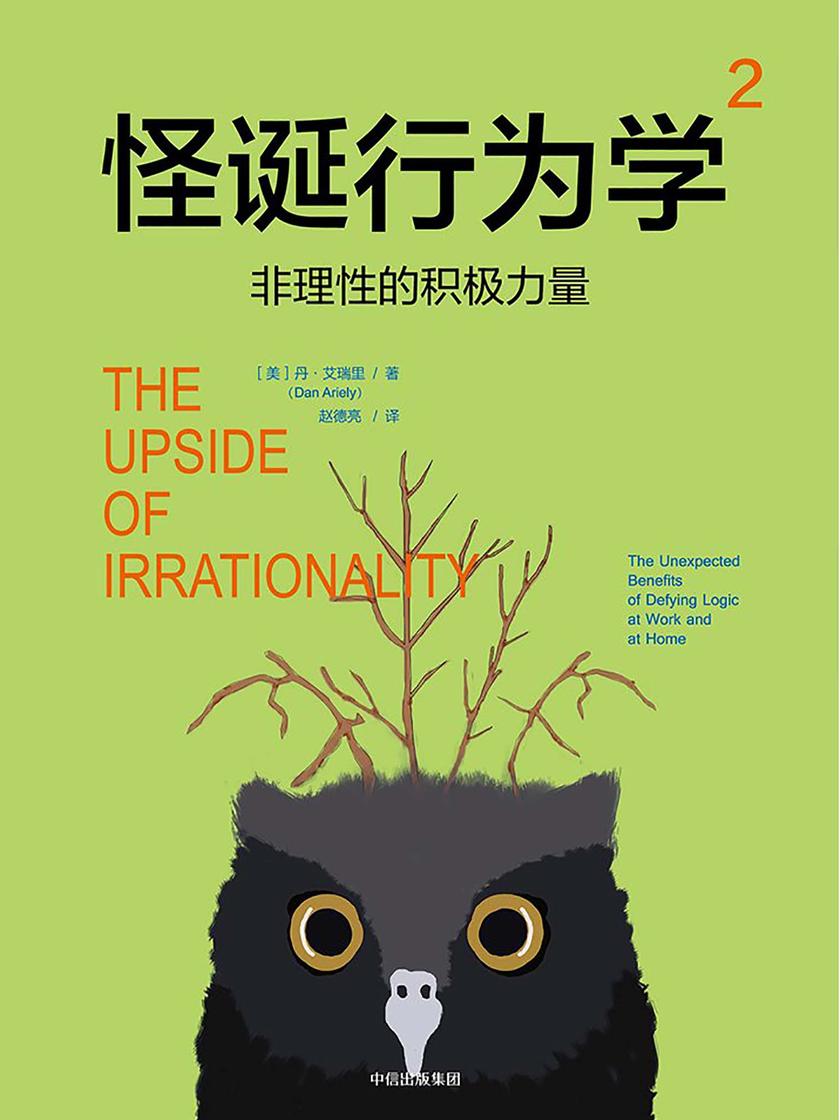 2
怪诞行为学
非理性的积极力量
[美]丹·艾瑞里 / 著
(Dan Ariely)
赵德亮 / 译
THE
UPSIDE
OF
IRRATIONALITY
The Unexpected
Benefits
of Defying Logic
at Work and
at Home
中信出版集团